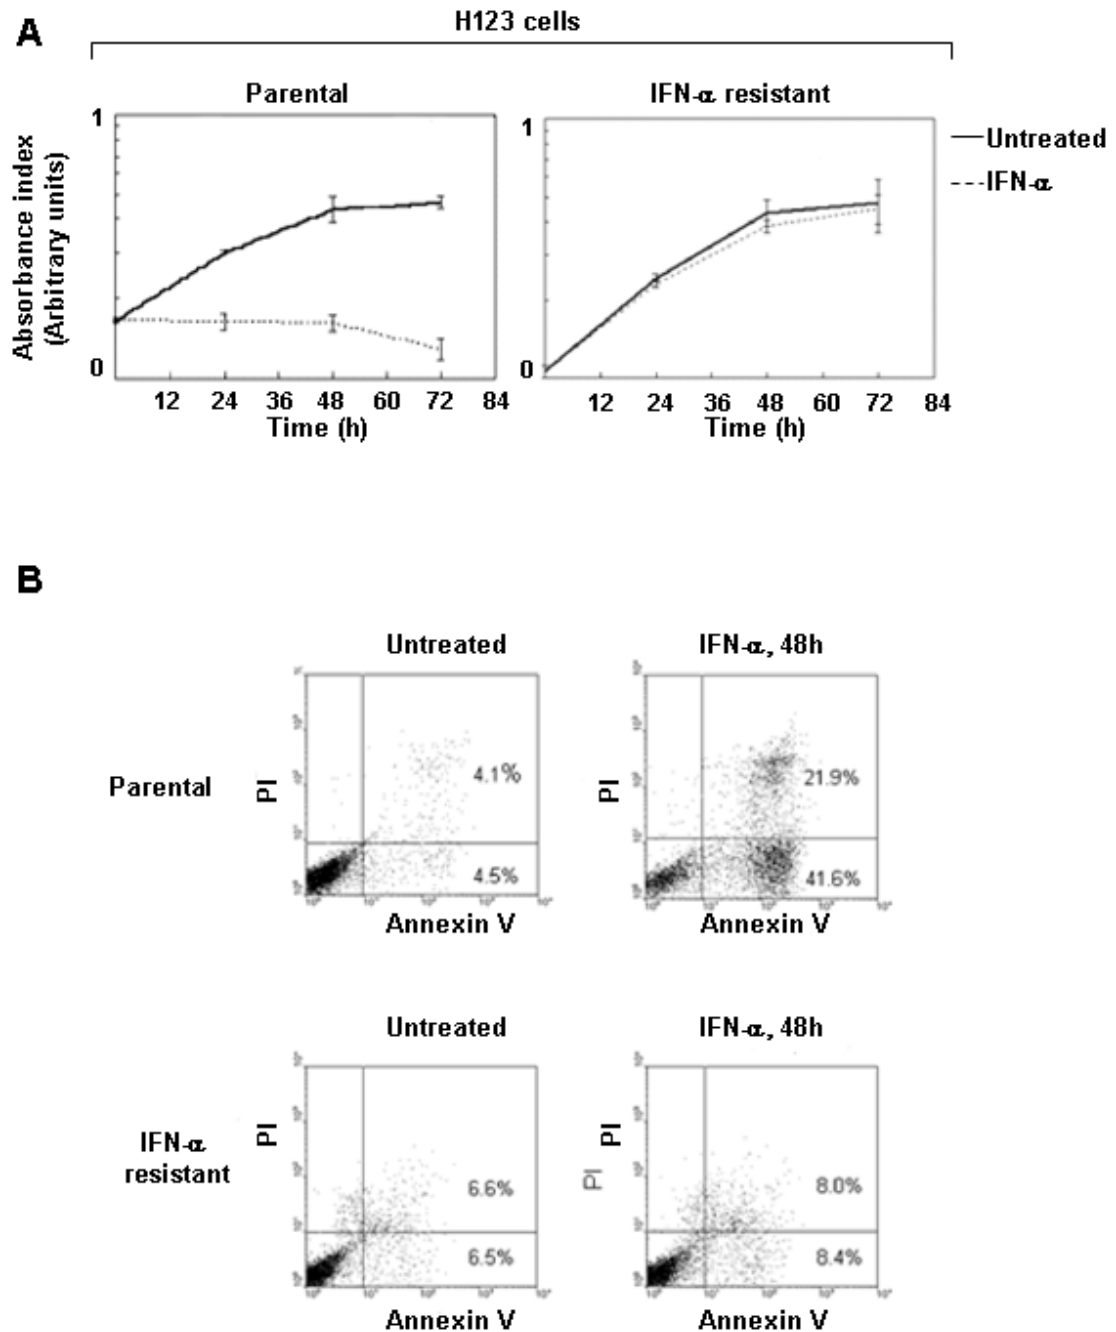 A
H123 cells
Parental
IFN-α resistant
Absorbance index
(Arbitrary units)
1
0
12 24 36 48 60 72 84
Time (h)
1
0
12 24 36 48 60 72 84
Time (h)
Untreated
IFN-α
B
Untreated
IFN-α, 48h
Parental
PI
4.1%
4.5%
Annexin V
PI
21.9%
41.6%
Annexin V
Untreated
IFN-α, 48h
IFN-α
resistant
PI
6.6%
6.5%
Annexin V
PI
PI
8.0%
8.4%
Annexin V